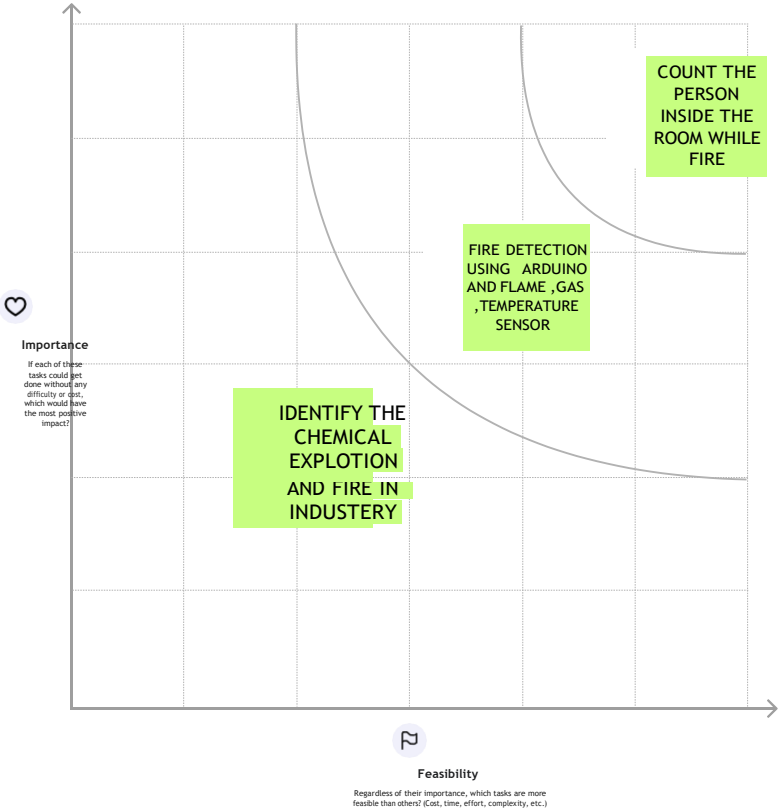 COUNT THE
PERSON
INSIDE THE
ROOM WHILE
FIRE
FIRE DETECTION
USING ARDUINO
AND FLAME ,GAS
,TEMPERATURE
SENSOR
Importance
If each of these
tasks could get
done without any
difficulty or cost,
which would have
the most positive
impact?
IDENTIFY THE
CHEMICAL
EXPLOTION
AND FIRE IN
INDUSTERY
Feasibility
Regardless of their importance, which tasks are more
feasible than others? (Cost, time, effort, complexity, etc.)